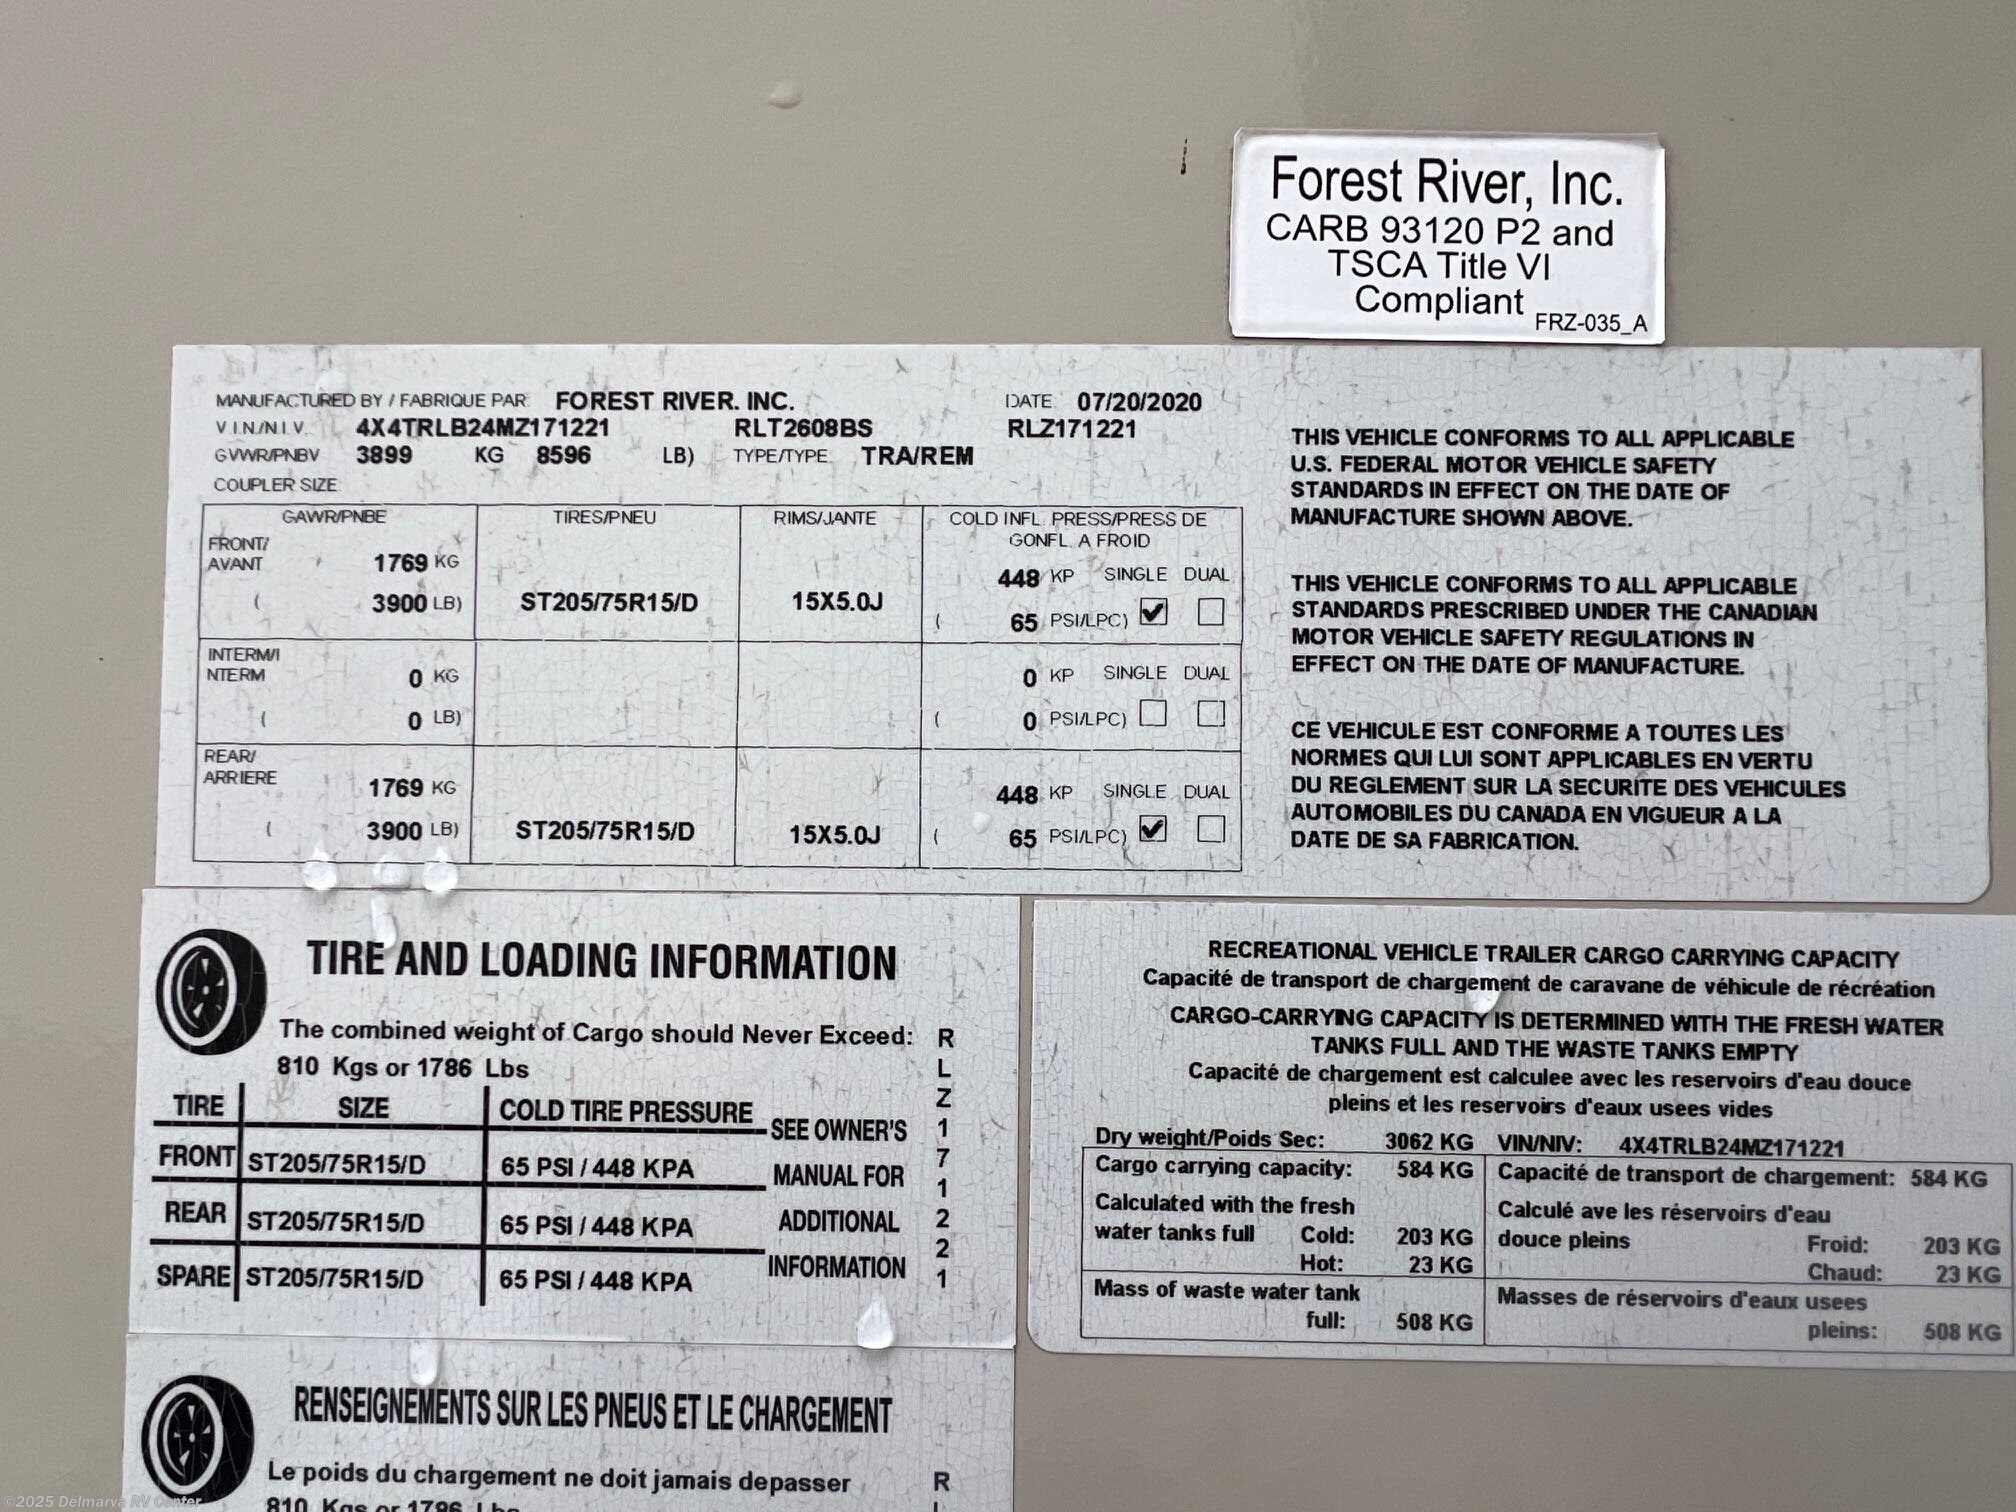 Forest River, Inc.
CARB 93120 P2 and
TSCA Title VI
Compliant
FRZ-035_A
MANUFACTURED BY / FABRIQUE PAR FOREST RIVER. INC. DATE 07/20/2020
V I N./N.I V. 4X4TRLB24MZ171221 RLT2608BS RLZ171221
GVWR/PNBV 3899 KG 8596 LB) TYPE/TYPE TRA/REM
COUPLER SIZE
GAWR/PNBE TIRES/PNEU RIMS/JANTE COLD INFL. PRESS/PRESS DE
GONFL. A FROID
FRONT/
AVANT 1769 KG 448 KP SINGLE DUAL
( 3900 LB) ST205/75R15/D 15X5.0J ( 65 PSI/LPC)
INTERM/I
NTERM 0 KG 0 KP SINGLE DUAL
( 0 LB) ( 0 PSI/LPC)
REAR/
ARRIERE 1769 KG 448 KP SINGLE DUAL
( 3900 LB) ST205/75R15/D 15X5.0J ( 65 PSI/LPC)
THIS VEHICLE CONFORMS TO ALL APPLICABLE
U.S. FEDERAL MOTOR VEHICLE SAFETY
STANDARDS IN EFFECT ON THE DATE OF
MANUFACTURE SHOWN ABOVE.
THIS VEHICLE CONFORMS TO ALL APPLICABLE
STANDARDS PRESCRIBED UNDER THE CANADIAN
MOTOR VEHICLE SAFETY REGULATIONS IN
EFFECT ON THE DATE OF MANUFACTURE.
CE VEHICULE EST CONFORME A TOUTES LES
NORMES QUI LUI SONT APPLICABLES EN VERTU
DU REGLEMENT SUR LA SECURITE DES VEHICULES
AUTOMOBILES DU CANADA EN VIGUEUR A LA
DATE DE SA FABRICATION.
TIRE AND LOADING INFORMATION
The combined weight of Cargo should Never Exceed:
810 Kgs or 1786 Lbs
TIRE SIZE COLD TIRE PRESSURE
FRONT ST205/75R15/D 65 PSI / 448 KPA
REAR ST205/75R15/D 65 PSI / 448 KPA
SPARE ST205/75R15/D 65 PSI / 448 KPA
SEE OWNER'S
MANUAL FOR
ADDITIONAL
INFORMATION
R
L
Z
1
7
1
2
2
1
RECREATIONAL VEHICLE TRAILER CARGO CARRYING CAPACITY
Capacité de transport de chargement de caravane de véhicule de récréation
CARGO-CARRYING CAPACITY IS DETERMINED WITH THE FRESH WATER
TANKS FULL AND THE WASTE TANKS EMPTY
Capacité de chargement est calculee avec les reservoirs d'eau douce
pleins et les reservoirs d'eaux usees vides
Dry weight/Poids Sec: 3062 KG VIN/NIV: 4X4TRLB24MZ171221
Cargo carrying capacity: 584 KG
Calculated with the fresh
water tanks full Cold: 203 KG
Hot: 23 KG
Mass of waste water tank
full: 508 KG
Capacité de transport de chargement: 584 KG
Calculé ave les réservoirs d'eau
douce pleins Froid: 203 KG
Chaud: 23 KG
Masses de réservoirs d'eaux usees
pleins: 508 KG
RENSEIGNEMENTS SUR LES PNEUS ET LE CHARGEMENT
Le poids du chargement ne doit jamais depasser R
810 Kgs or 1786 Lbs
©2025 Delmarva RV Center